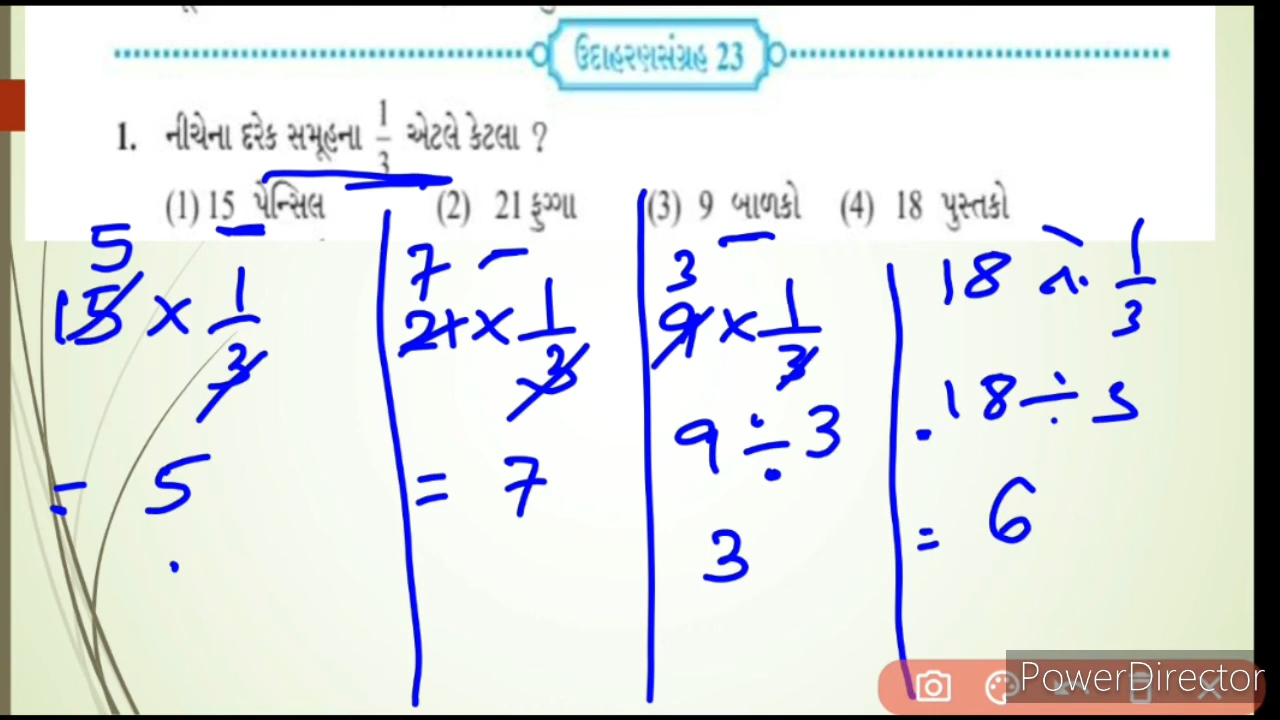 ઉદાહરણસંગ્રહ 23
1. નીચેના દરેક સમૂહના 1/3 એટલે કેટલા ?
(1) 15 પેન્સિલ (2) 21 ફુગ્ગા (3) 9 બાળકો (4) 18 પુસ્તકો
5
15 × 1/3
= 5
7
21 × 1/3
= 7
3
9 × 1/3
9 ÷ 3
3
18 1/3
18 ÷ 3
= 6
PowerDirector